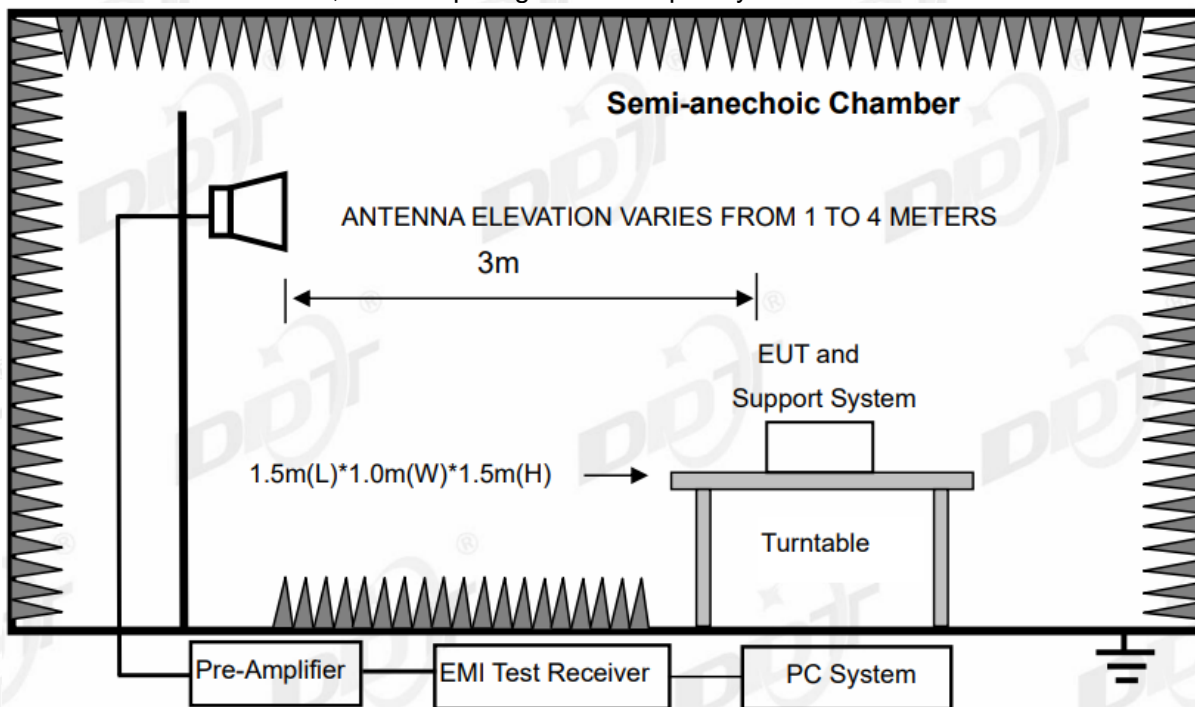 Semi-anechoic Chamber
ANTENNA ELEVATION VARIES FROM 1 TO 4 METERS
3m
EUT and
Support System
1.5m(L)*1.0m(W)*1.5m(H)
Turntable
Pre-Amplifier
EMI Test Receiver
PC System
DDT
®